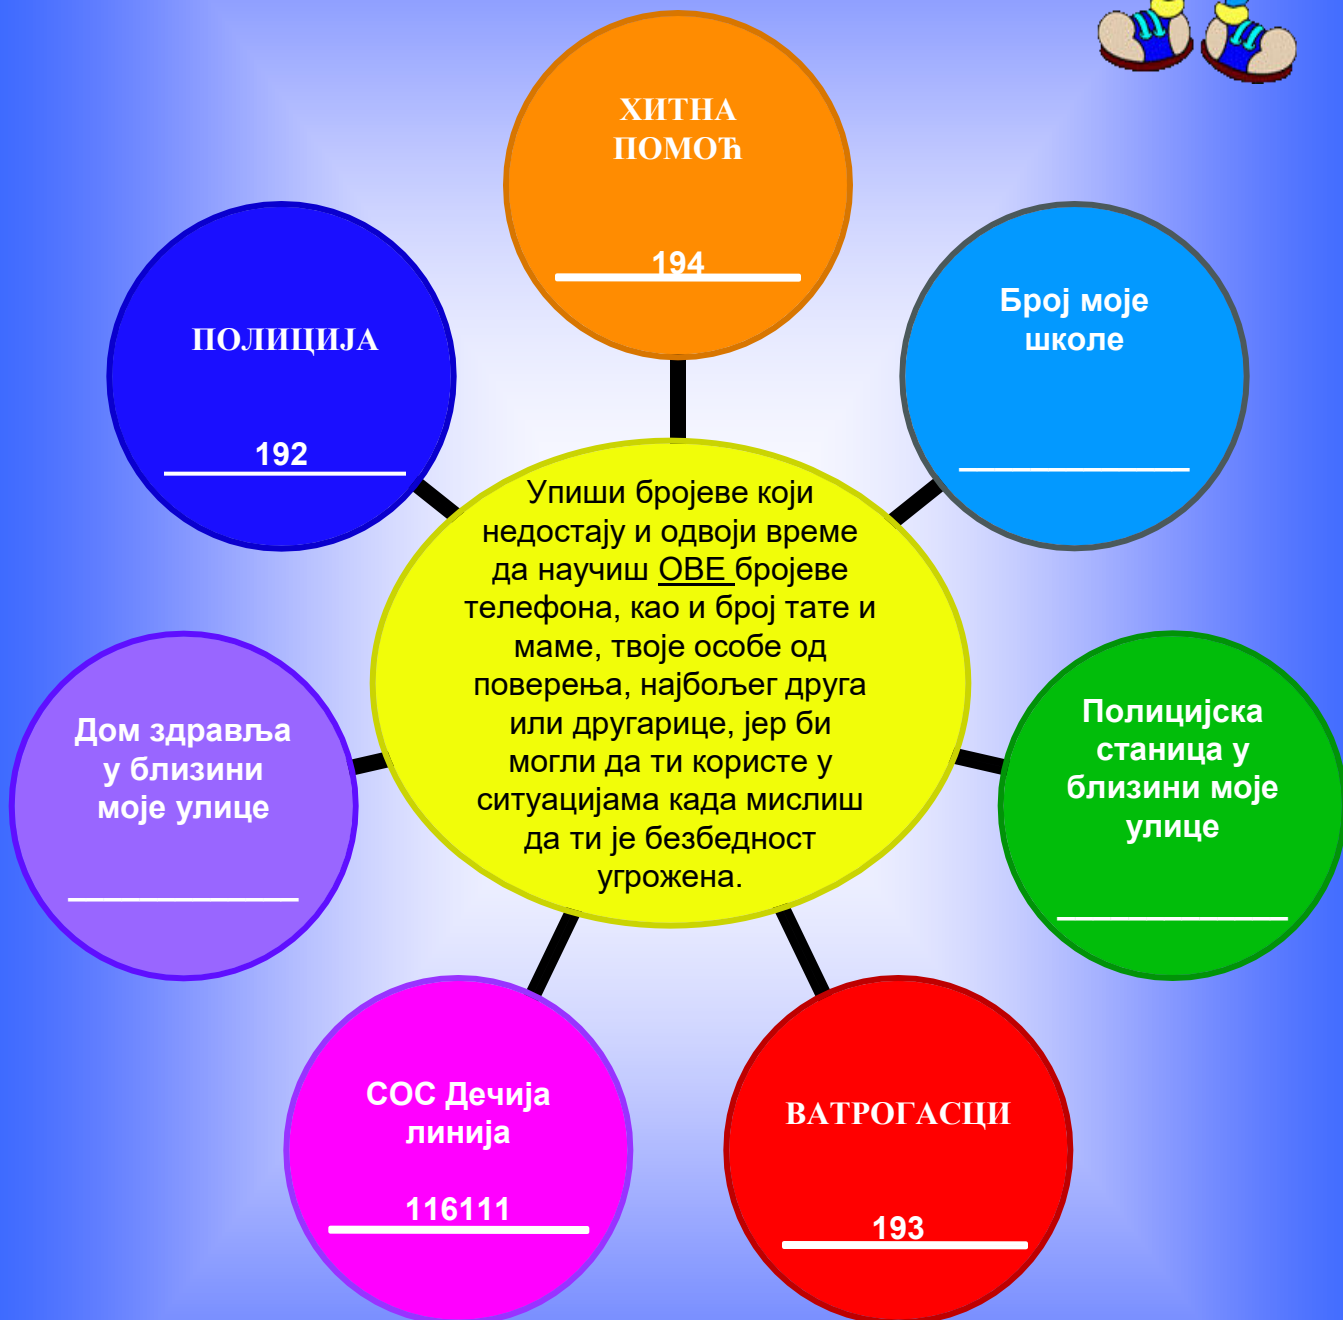 ХИТНА
ПОМОЋ
194
Број моје
школе
ПОЛИЦИЈА
192
Упиши бројеве који
недостају и одвоји време
да научиш ОВЕ бројеве
телефона, као и број тате и
маме, твоје особе од
поверења, најбољег друга
или другарице, јер би
могли да ти користе у
ситуацијама када мислиш
да ти је безбедност
угрожена.
Дом здравља
у близини
моје улице
Полицијска
станица у
близини моје
улице
СОС Дечија
линија
116111
ВАТРОГАСЦИ
193